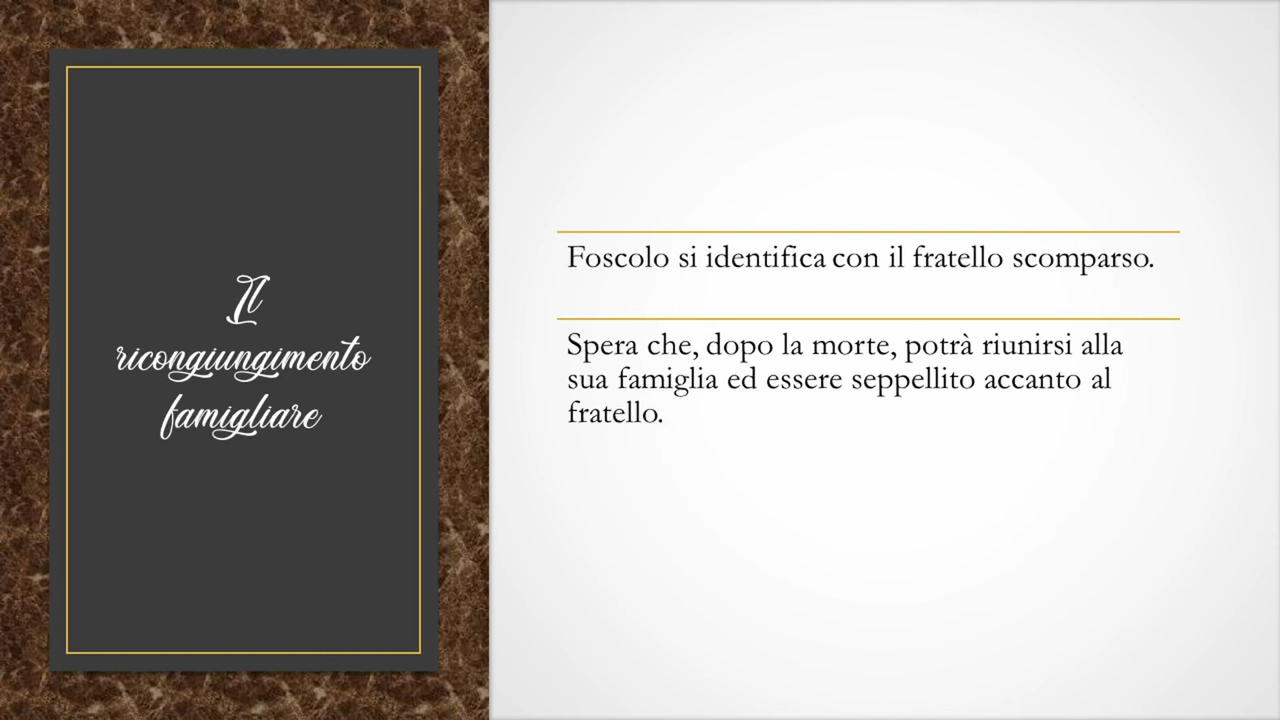 Il
ricongiungimento
famigliare
Foscolo si identifica con il fratello scomparso.
Spera che, dopo la morte, potrà riunirsi alla
sua famiglia ed essere seppellito accanto al
fratello.